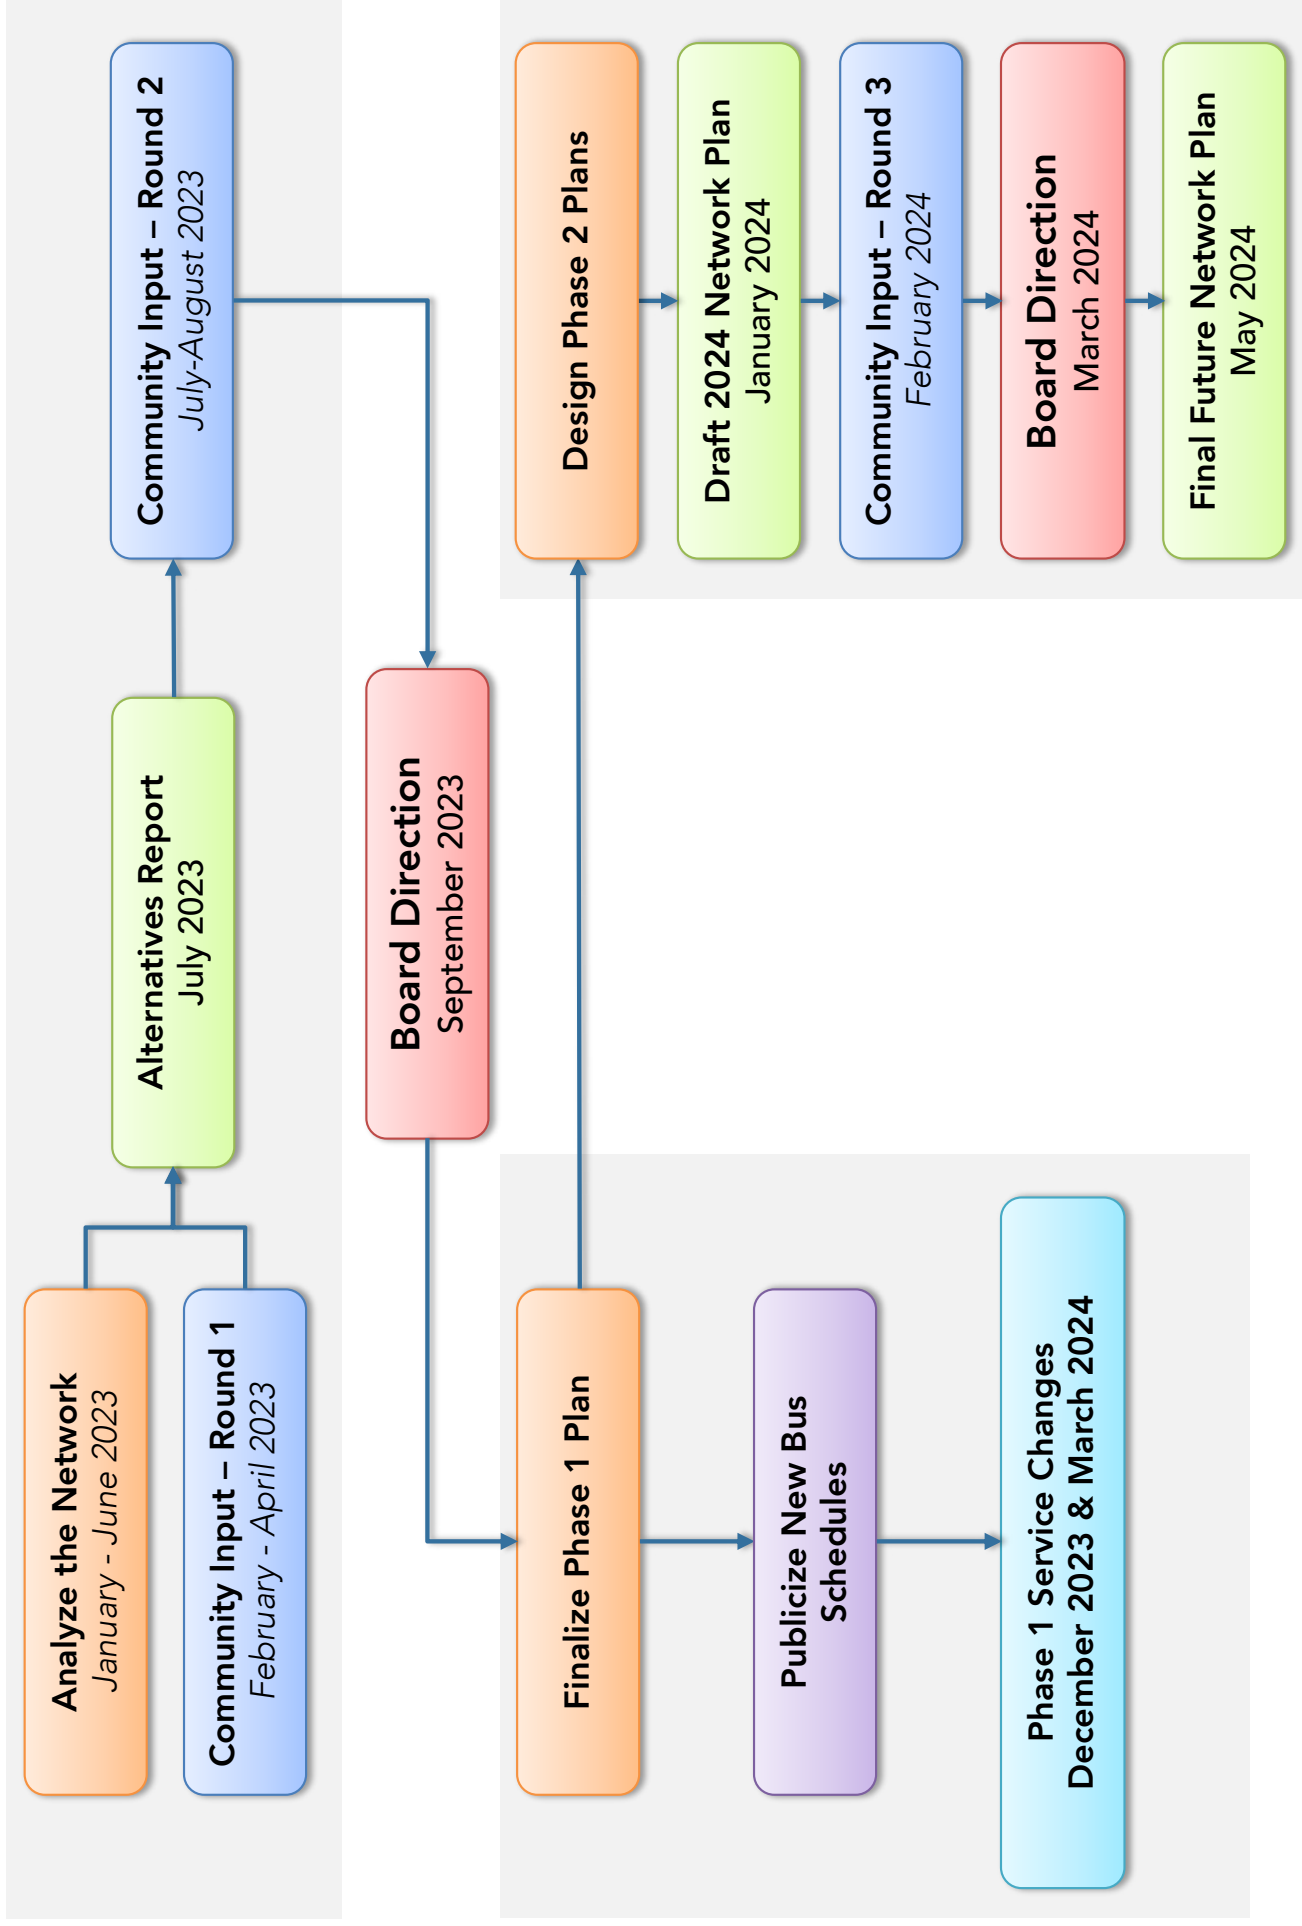 Analyze the Network
January - June 2023
Community Input – Round 1
February - April 2023
Alternatives Report
July 2023
Community Input – Round 2
July-August 2023
Board Direction
September 2023
Finalize Phase 1 Plan
Publicize New Bus
Schedules
Phase 1 Service Changes
December 2023 & March 2024
Design Phase 2 Plans
Draft 2024 Network Plan
January 2024
Community Input – Round 3
February 2024
Board Direction
March 2024
Final Future Network Plan
May 2024